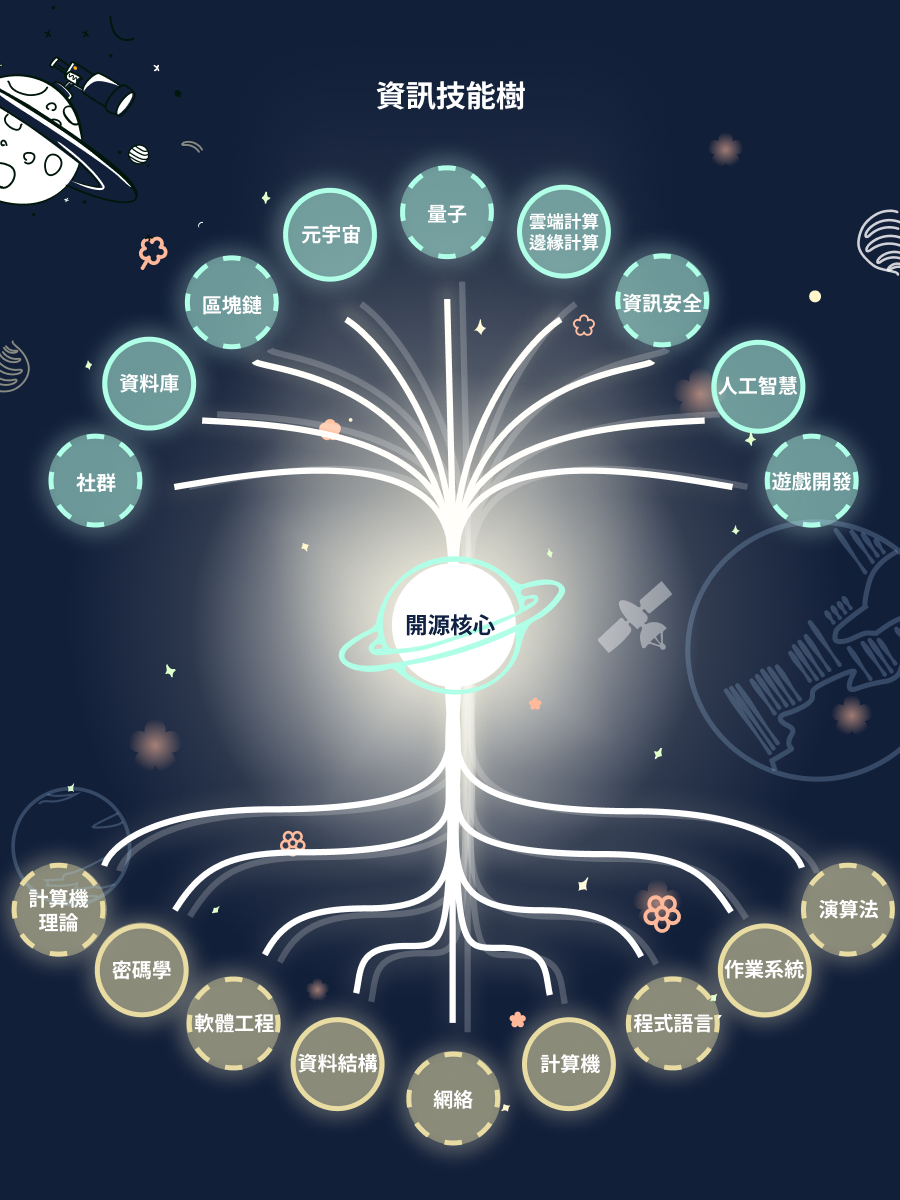 資訊技能樹
量子
元宇宙
雲端計算
邊緣計算
區塊鏈
資訊安全
資料庫
人工智慧
社群
遊戲開發
開源核心
計算機
理論
演算法
密碼學
作業系統
軟體工程
程式語言
資料結構
計算機
網絡